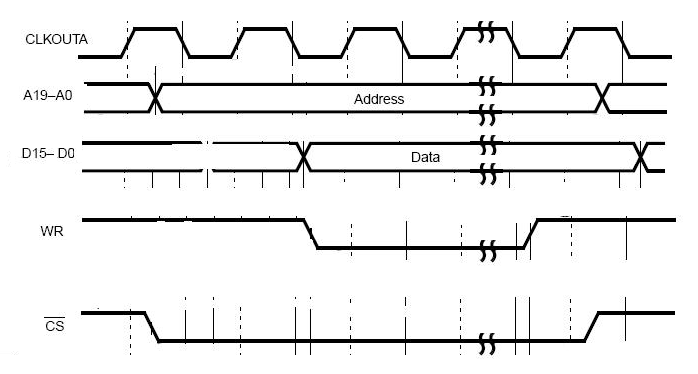 CLKOUTA
A19–A0
Address
D15– D0
Data
WR
CS